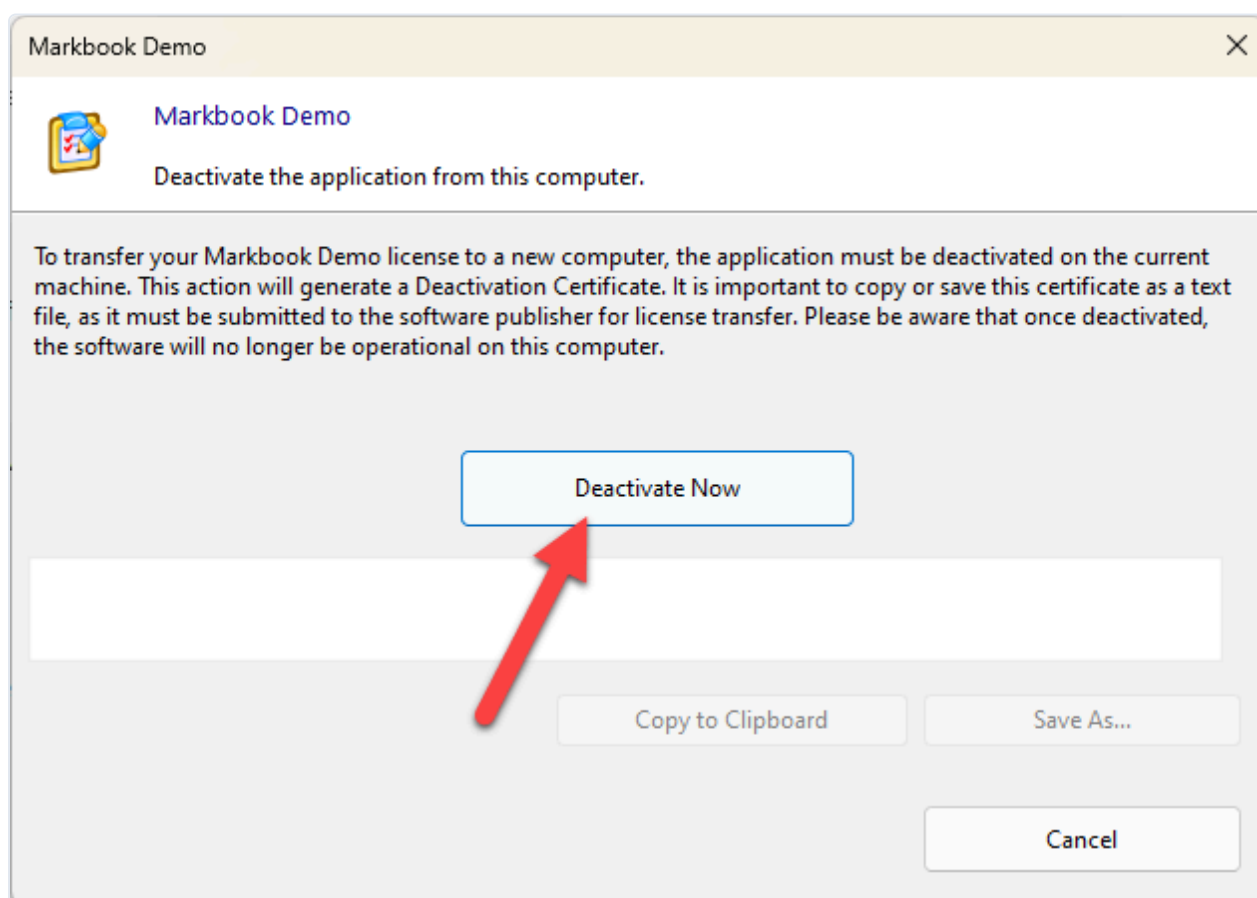 Markbook Demo
Markbook Demo
Deactivate the application from this computer.
To transfer your Markbook Demo license to a new computer, the application must be deactivated on the current
machine. This action will generate a Deactivation Certificate. It is important to copy or save this certificate as a text
file, as it must be submitted to the software publisher for license transfer. Please be aware that once deactivated,
the software will no longer be operational on this computer.
Deactivate Now
Copy to Clipboard
Save As...
Cancel